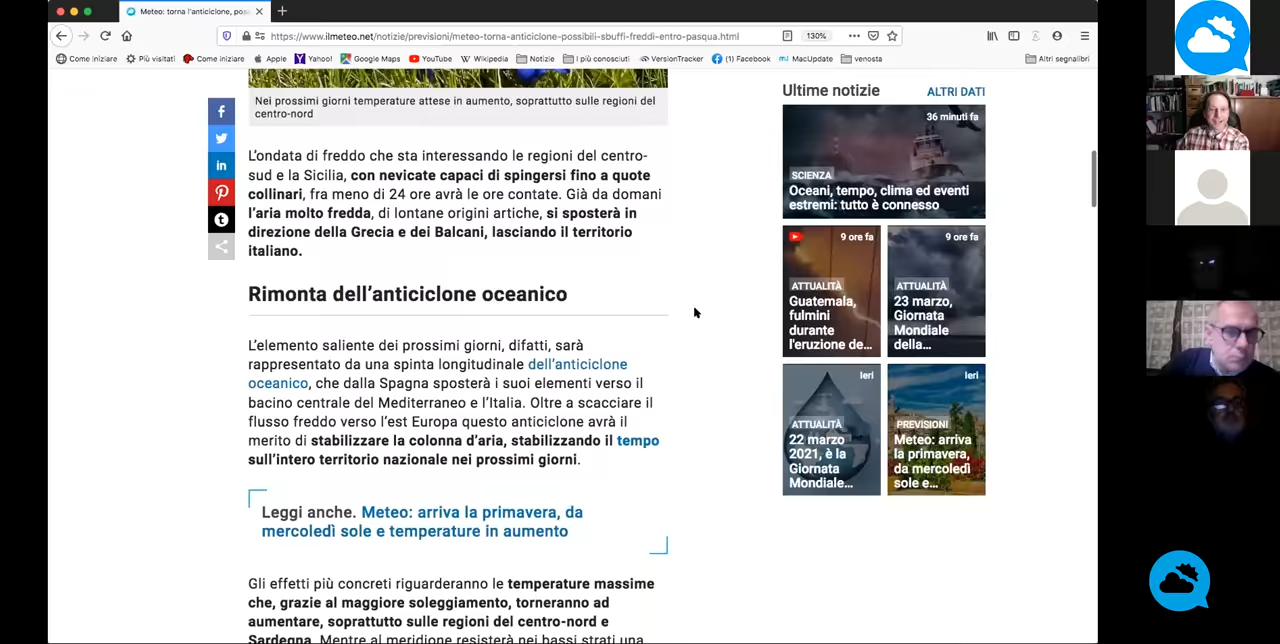 Meteo: torna l'anticiclone, pos
https://www.ilmeteo.net/notizie/previsioni/meteo-torna-anticiclone-possibili-sbuffi-freddi-entro-pasqua.html
130%
Come iniziare
Più visitati
Come iniziare
Apple
Yahoo!
Google Maps
YouTube
Wikipedia
Notizie
I più conosciuti
VersionTracker
(1) Facebook
MacUpdate
venosta
Altri segnalibri
Nei prossimi giorni temperature attese in aumento, soprattutto sulle regioni del
centro-nord
L'ondata di freddo che sta interessando le regioni del centro-
sud e la Sicilia, con nevicate capaci di spingersi fino a quote
collinari, fra meno di 24 ore avrà le ore contate. Già da domani
l'aria molto fredda, di lontane origini artiche, si sposterà in
direzione della Grecia e dei Balcani, lasciando il territorio
italiano.
Rimonta dell'anticiclone oceanico
L'elemento saliente dei prossimi giorni, difatti, sarà
rappresentato da una spinta longitudinale dell'anticiclone
oceanico, che dalla Spagna sposterà i suoi elementi verso il
bacino centrale del Mediterraneo e l'Italia. Oltre a scacciare il
flusso freddo verso l'est Europa questo anticiclone avrà il
merito di stabilizzare la colonna d'aria, stabilizzando il tempo
sull'intero territorio nazionale nei prossimi giorni.
Leggi anche. Meteo: arriva la primavera, da
mercoledì sole e temperature in aumento
Gli effetti più concreti riguarderanno le temperature massime
che, grazie al maggiore soleggiamento, torneranno ad
aumentare, soprattutto sulle regioni del centro-nord e
Sardegna. Mentre al meridione resisterà nei bassi strati una
Ultime notizie
ALTRI DATI
36 minuti fa
SCIENZA
Oceani, tempo, clima ed eventi
estremi: tutto è connesso
9 ore fa
ATTUALITÀ
Guatemala,
fulmini
durante
l'eruzione de...
9 ore fa
ATTUALITÀ
23 marzo,
Giornata
Mondiale
della...
Ieri
ATTUALITÀ
22 marzo
2021, è la
Giornata
Mondiale...
Ieri
PREVISIONI
Meteo: arriva
la primavera,
da mercoledì
sole e...